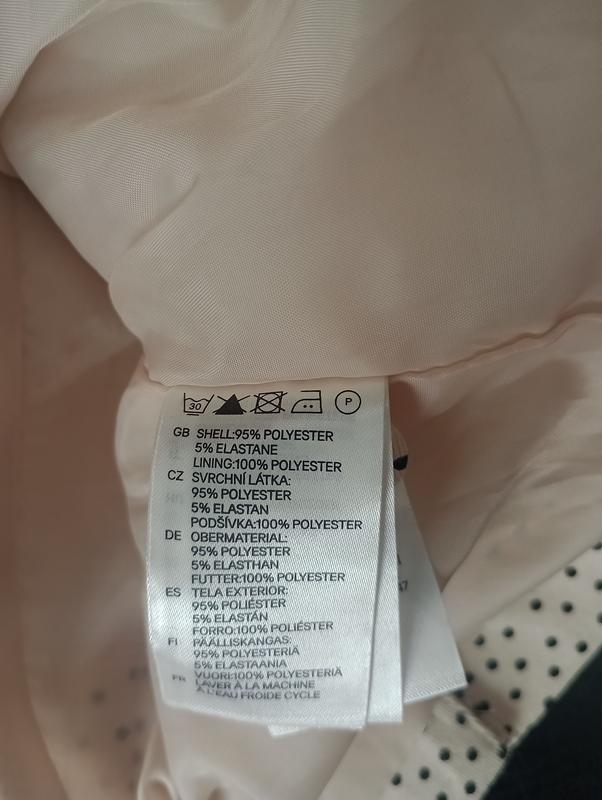 30 P
GB SHELL:95% POLYESTER
5% ELASTANE
LINING:100% POLYESTER
CZ SVRCHNÍ LÁTKA:
95% POLYESTER
5% ELASTAN
PODŠÍVKA:100% POLYESTER
DE OBERMATERIAL:
95% POLYESTER
5% ELASTHAN
FUTTER:100% POLYESTER
ES TELA EXTERIOR:
95% POLIÉSTER
5% ELASTÁN
FORRO:100% POLIÉSTER
FI PÄÄLLISKANGAS:
95% POLYESTERIÄ
5% ELASTAANIA
VUORI:100% POLYESTERIÄ
FR LAVER À LA MACHINE
À L'EAU FROIDE CYCLE